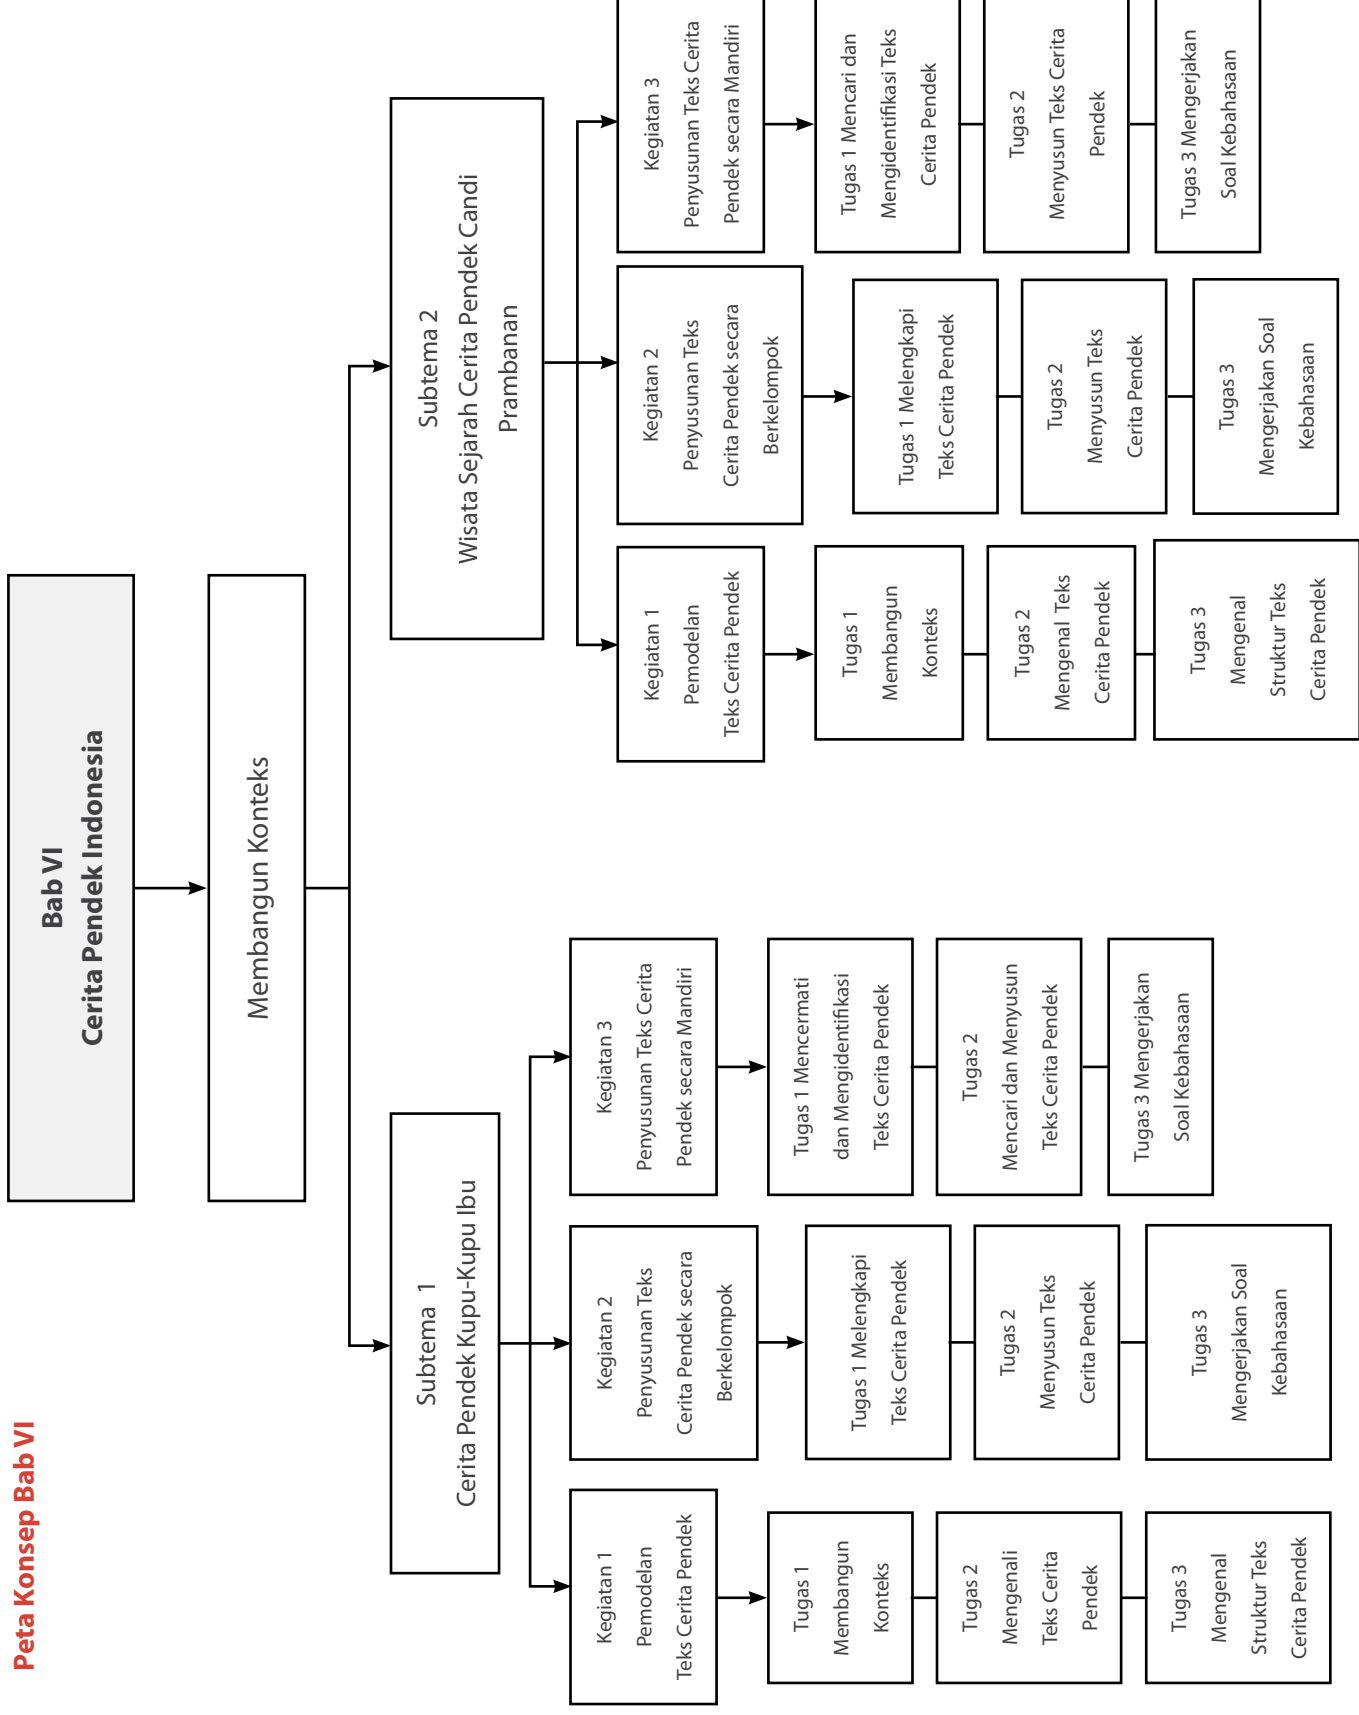 Peta Konsep Bab VI
Bab VI
Cerita Pendek Indonesia
Membangun Konteks
Subtema 1
Cerita Pendek Kupu-Kupu Ibu
Kegiatan 1
Pemodelan
Teks Cerita Pendek
Tugas 1
Membangun
Konteks
Tugas 2
Mengenali
Teks Cerita
Pendek
Tugas 3
Mengenal
Struktur Teks
Cerita Pendek
Kegiatan 2
Penyusunan Teks
Cerita Pendek secara
Berkelompok
Tugas 1 Melengkapi
Teks Cerita Pendek
Tugas 2
Menyusun Teks
Cerita Pendek
Tugas 3
Mengerjakan Soal
Kebahasaan
Kegiatan 3
Penyusunan Teks Cerita
Pendek secara Mandiri
Tugas 1 Mencermati
dan Mengidentifikasi
Teks Cerita Pendek
Tugas 2
Mencari dan Menyusun
Teks Cerita Pendek
Tugas 3 Mengerjakan
Soal Kebahasaan
Subtema 2
Wisata Sejarah Cerita Pendek Candi
Prambanan
Kegiatan 1
Pemodelan
Teks Cerita Pendek
Tugas 1
Membangun
Konteks
Tugas 2
Mengenal Teks
Cerita Pendek
Tugas 3
Mengenal
Struktur Teks
Cerita Pendek
Kegiatan 2
Penyusunan Teks
Cerita Pendek secara
Berkelompok
Tugas 1 Melengkapi
Teks Cerita Pendek
Tugas 2
Menyusun Teks
Cerita Pendek
Tugas 3
Mengerjakan Soal
Kebahasaan
Kegiatan 3
Penyusunan Teks Cerita
Pendek secara Mandiri
Tugas 1 Mencari dan
Mengidentifikasi Teks
Cerita Pendek
Tugas 2
Menyusun Teks Cerita
Pendek
Tugas 3 Mengerjakan
Soal Kebahasaan